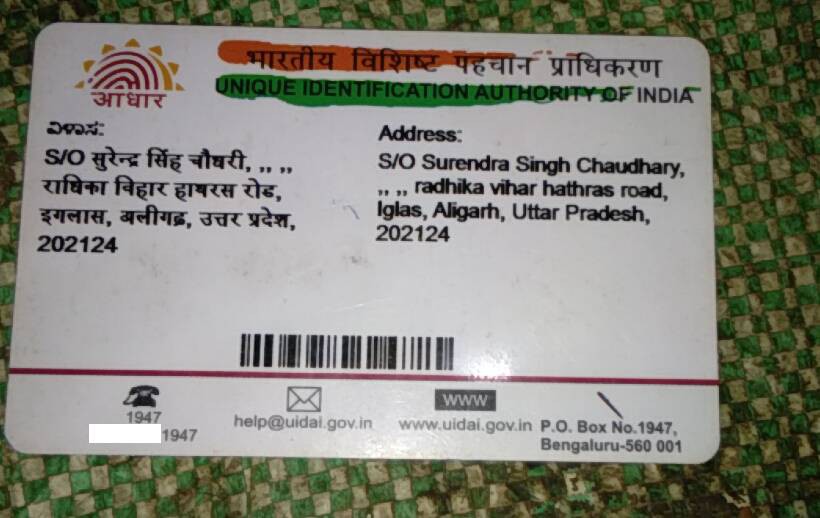 भारतीय विशिष्ट पहचान प्राधिकरण
UNIQUE IDENTIFICATION AUTHORITY OF INDIA
आधार
ವಿಳಾಸ:
S/O सुरेन्द्र सिंह चौधरी, ,, ,,
राधिका विहार हाथरस रोड,
इगलास, अलीगढ़, उत्तर प्रदेश,
202124
Address:
S/O Surendra Singh Chaudhary,
,, ,, radhika vihar hathras road,
Iglas, Aligarh, Uttar Pradesh,
202124
1947
1947
help@uidai.gov.in
WWW
www.uidai.gov.in
P.O. Box No.1947,
Bengaluru-560 001